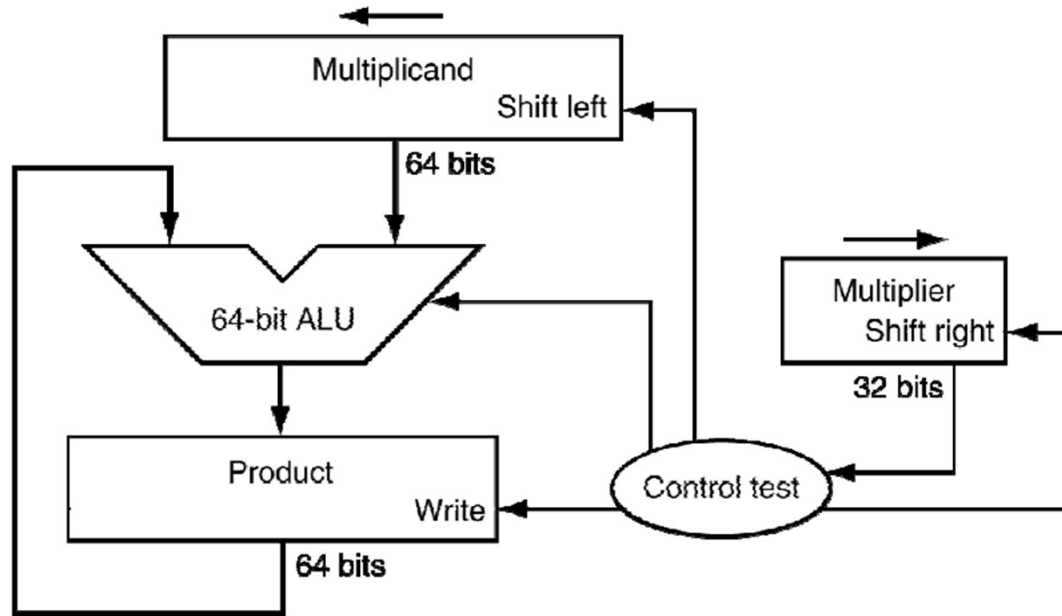 Multiplicand
Shift left
64 bits
64-bit ALU
Multiplier
Shift right
32 bits
Product
Write
Control test
64 bits